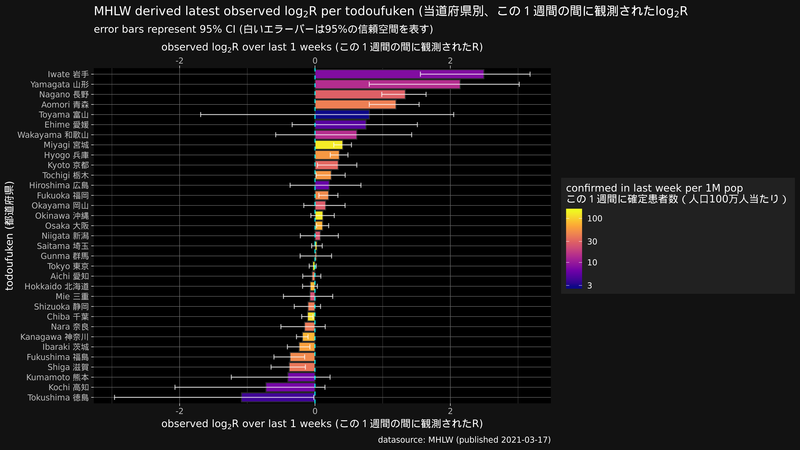 MHLW derived latest observed log₂R per todoufuken (当道府県別、この１週間の間に観測されたlog₂R
error bars represent 95% CI (白いエラーバーは95%の信頼空間を表す)
observed log₂R over last 1 weeks (この１週間の間に観測されたR)
-2 0 2
todoufuken (都道府県)
Iwate 岩手
Yamagata 山形
Nagano 長野
Aomori 青森
Toyama 富山
Ehime 愛媛
Wakayama 和歌山
Miyagi 宮城
Hyogo 兵庫
Kyoto 京都
Tochigi 栃木
Hiroshima 広島
Fukuoka 福岡
Okayama 岡山
Okinawa 沖縄
Osaka 大阪
Niigata 新潟
Saitama 埼玉
Gunma 群馬
Tokyo 東京
Aichi 愛知
Hokkaido 北海道
Mie 三重
Shizuoka 静岡
Chiba 千葉
Nara 奈良
Kanagawa 神奈川
Ibaraki 茨城
Fukushima 福島
Shiga 滋賀
Kumamoto 熊本
Kochi 高知
Tokushima 徳島
-2 0 2
observed log₂R over last 1 weeks (この１週間の間に観測されたR)
datasource: MHLW (published 2021-03-17)
confirmed in last week per 1M pop
この１週間に確定患者数 ( 人口100万人当たり )
100
30
10
3